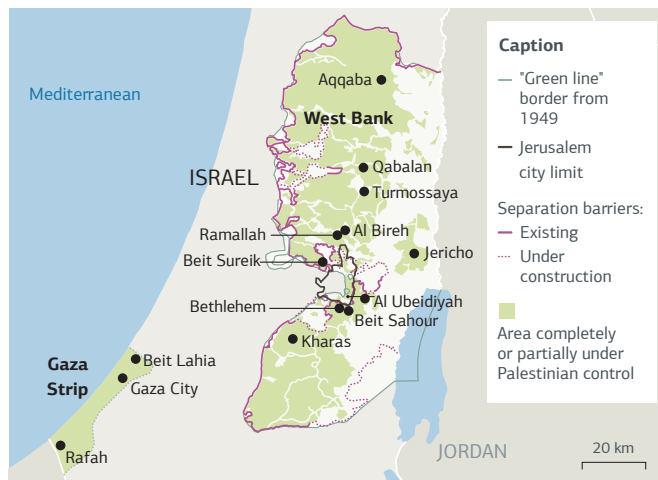 Mediterranean
Aqqaba
West Bank
ISRAEL
Qabalan
Turmossaya
Ramallah
Al Bireh
Beit Sureik
Jericho
Bethlehem
Al Ubeidiyah
Beit Sahour
Kharas
Gaza
Strip
Beit Lahia
Gaza City
Rafah
JORDAN
20 km
Caption
"Green line"
border from
1949
Jerusalem
city limit
Separation barriers:
Existing
Under
construction
Area completely
or partially under
Palestinian control